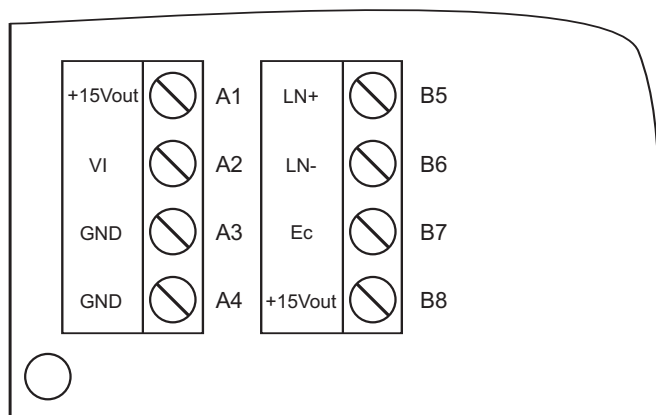 +15Vout A1 LN+ B5
VI A2 LN- B6
GND A3 Ec B7
GND A4 +15Vout B8